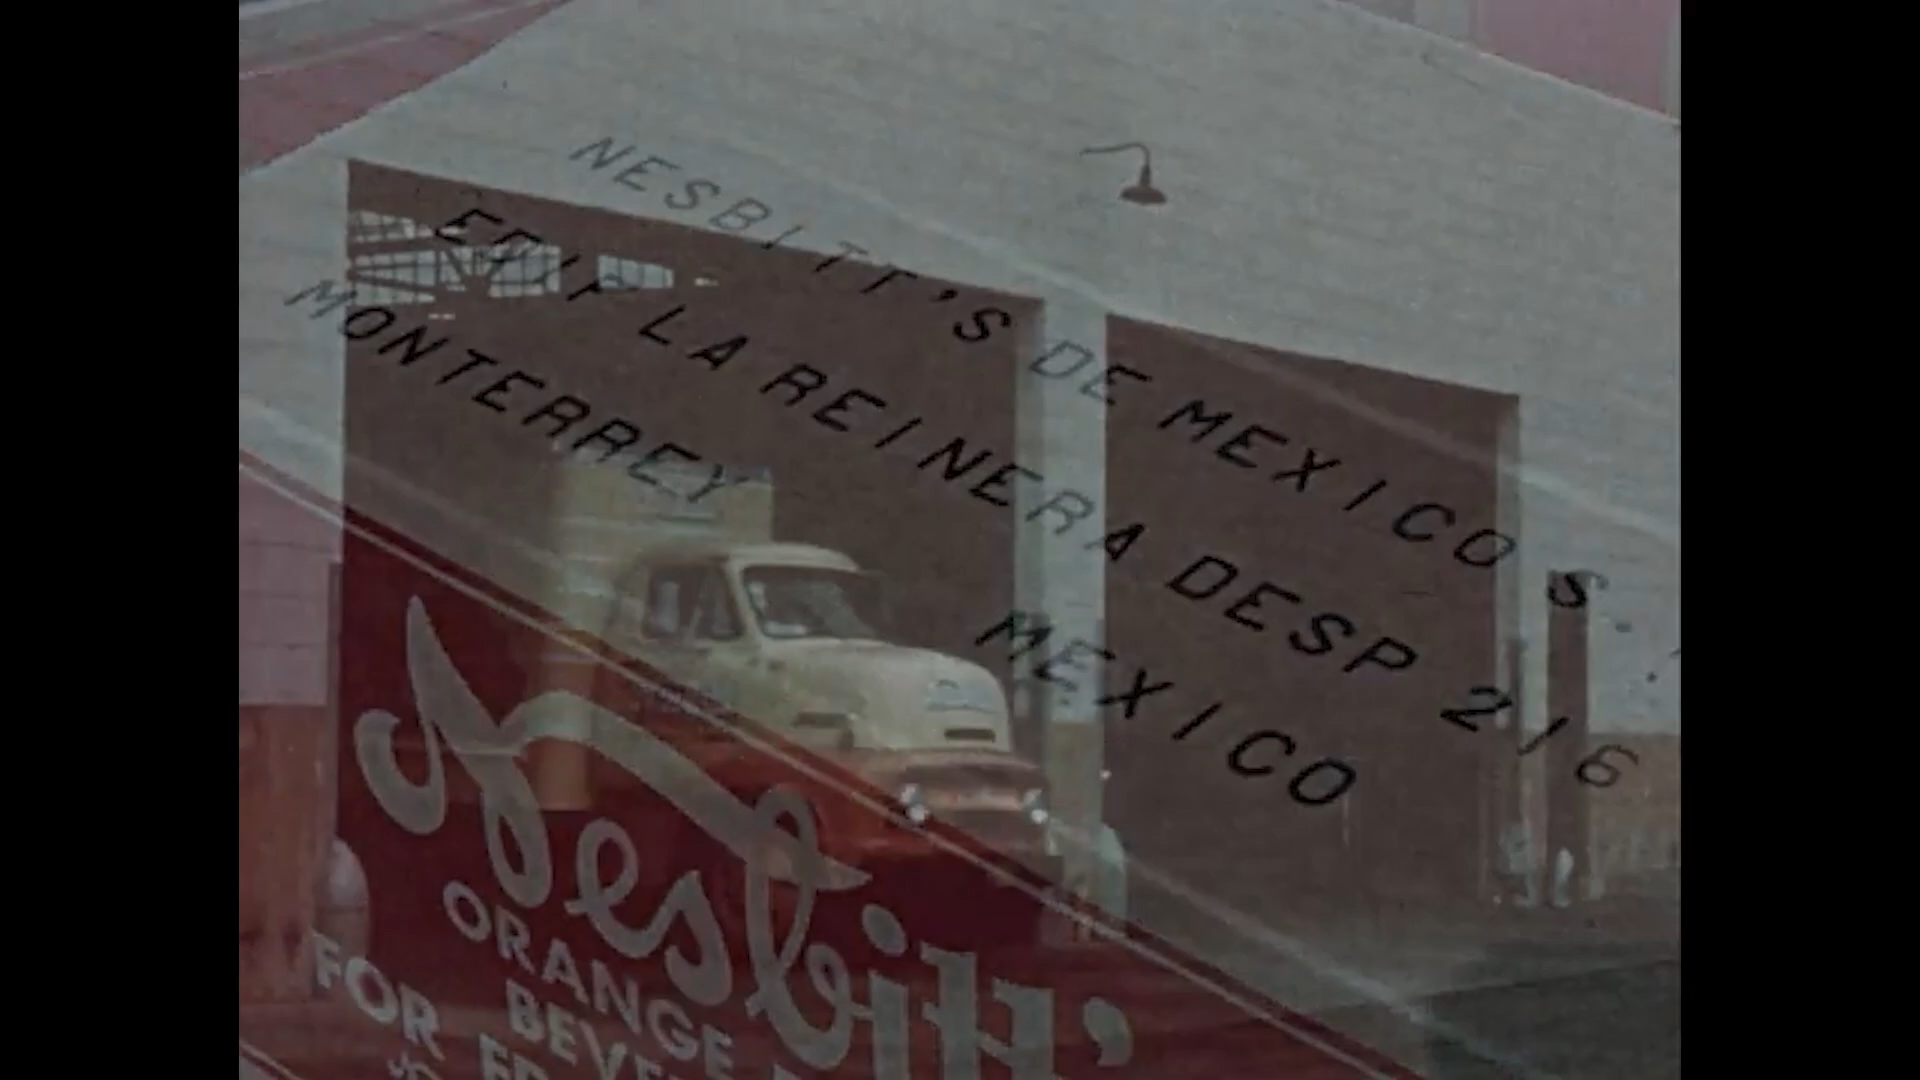 NESBITT'S DE MEXICO S.
EDIF LA REINERA DESP 216
MONTERREY MEXICO
Nesbitt's
ORANGE
BEVE
FOR